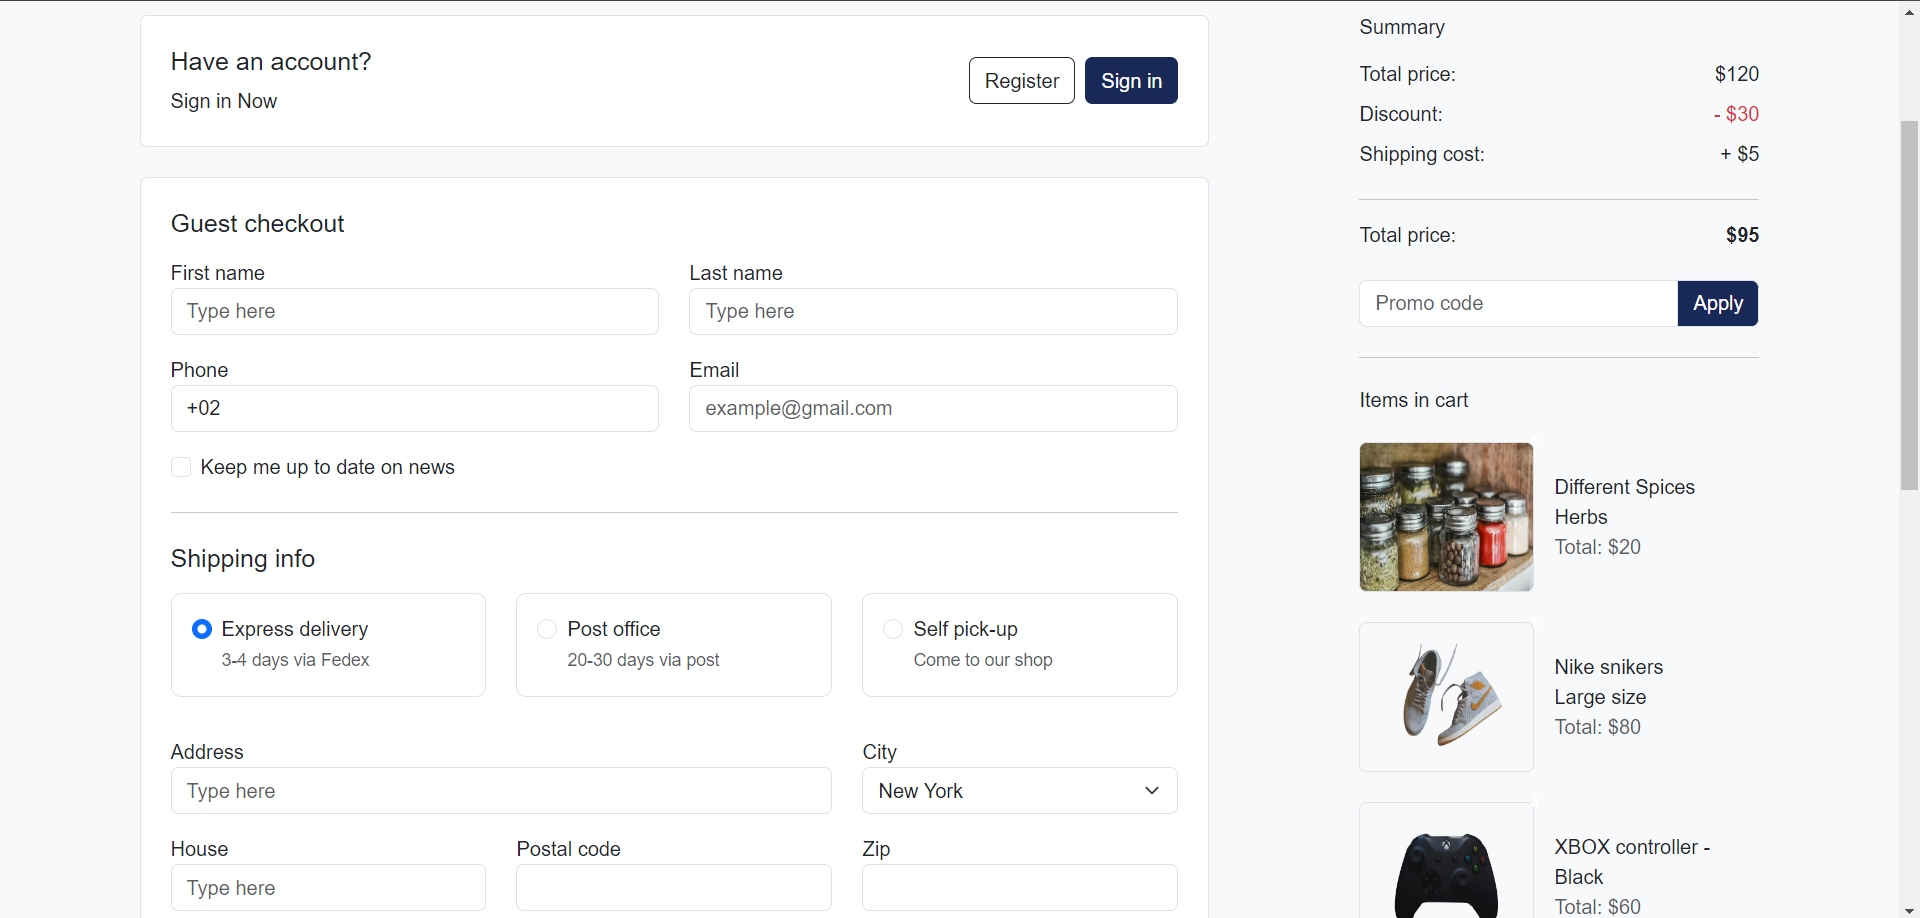 Have an account?
Sign in Now
Register
Sign in
Guest checkout
First name
Last name
Type here
Type here
Phone
Email
+02
example@gmail.com
Keep me up to date on news
Shipping info
Express delivery
3-4 days via Fedex
Post office
20-30 days via post
Self pick-up
Come to our shop
Address
City
Type here
New York
House
Postal code
Zip
Type here
Summary
Total price: $120
Discount: - $30
Shipping cost: + $5
Total price: $95
Promo code
Apply
Items in cart
Different Spices
Herbs
Total: $20
Nike snikers
Large size
Total: $80
XBOX controller -
Black
Total: $60